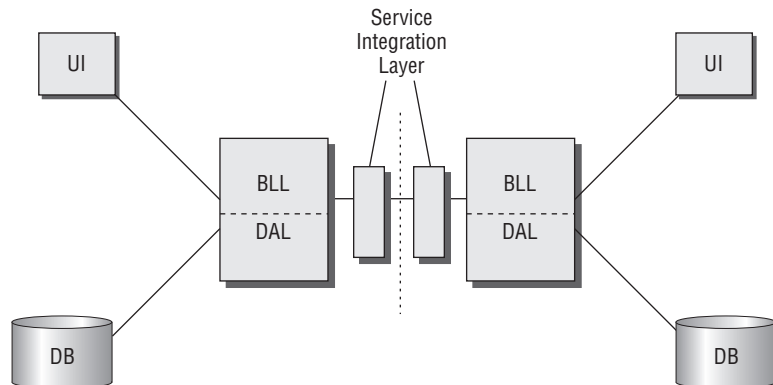 Service
Integration
Layer
UI
UI
BLL
DAL
BLL
DAL
DB
DB